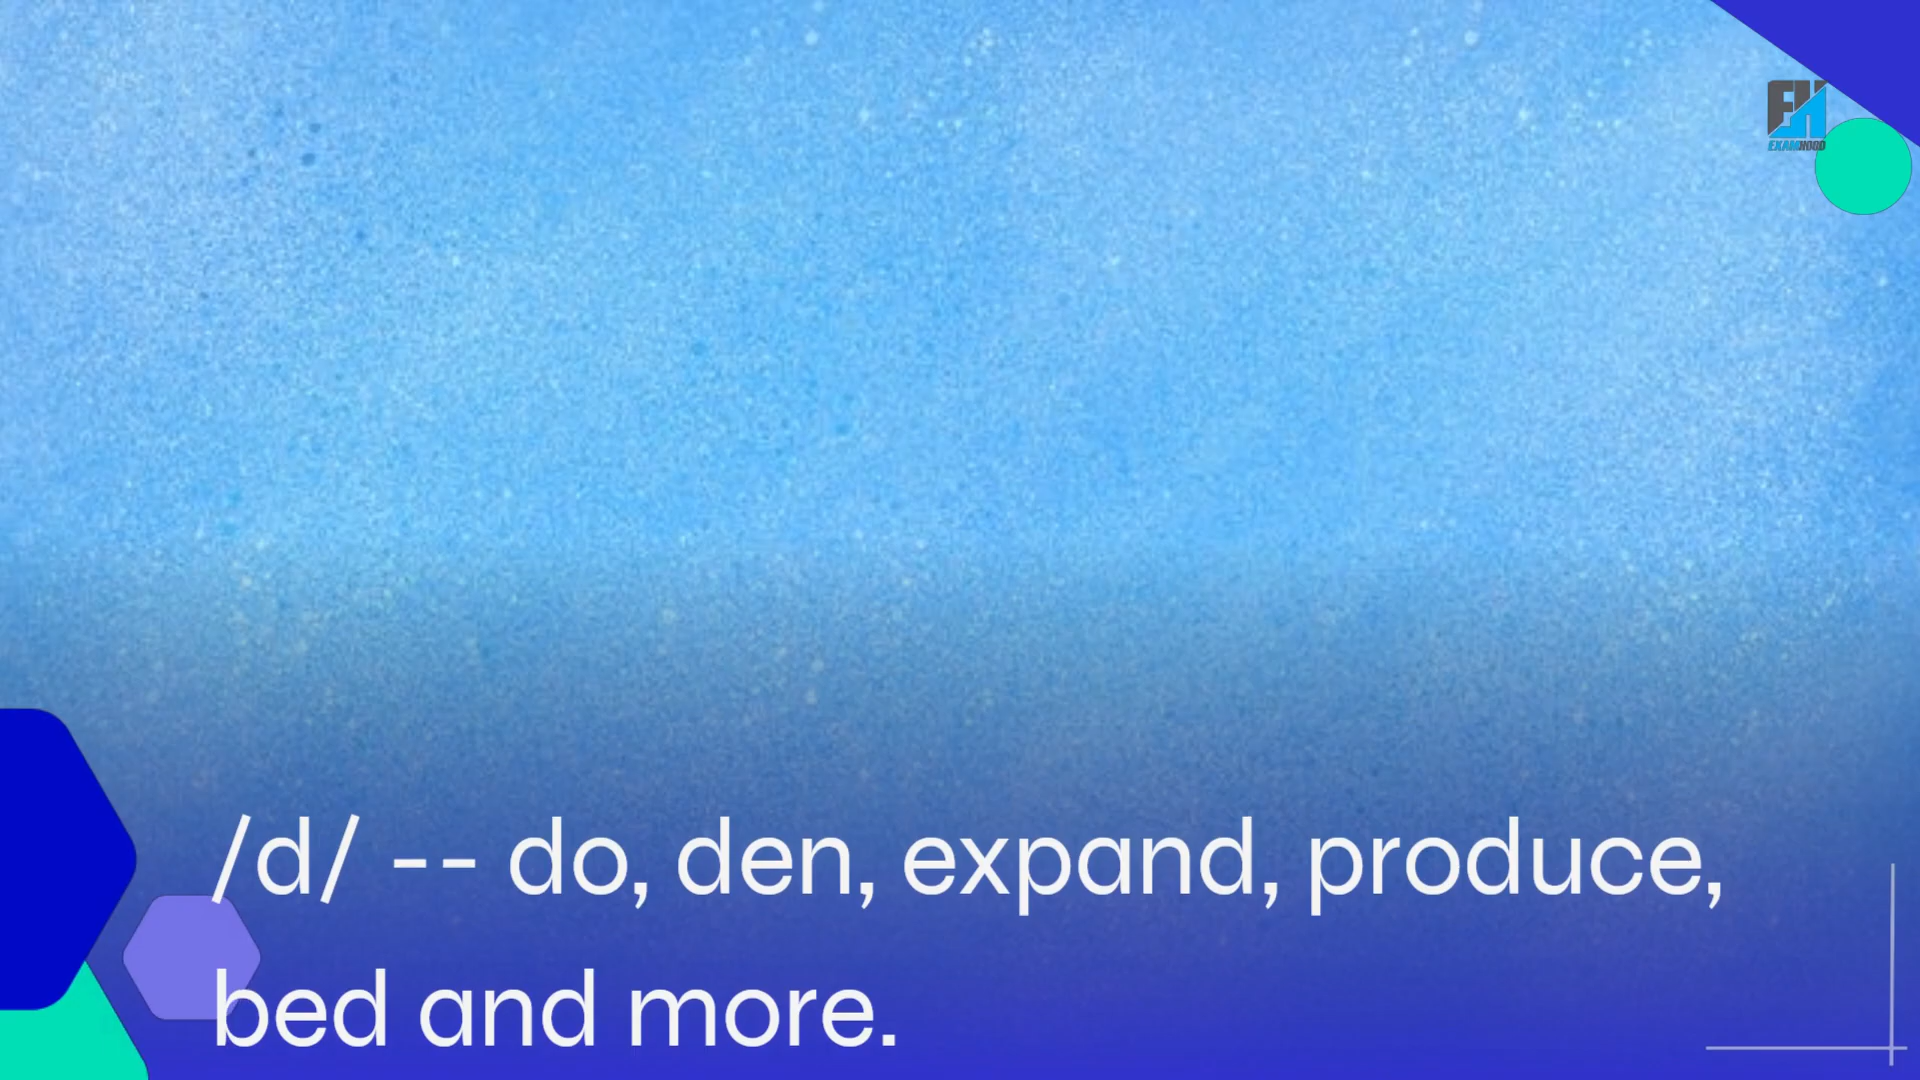 EXAMHOOD
/d/ -- do, den, expand, produce,
bed and more.